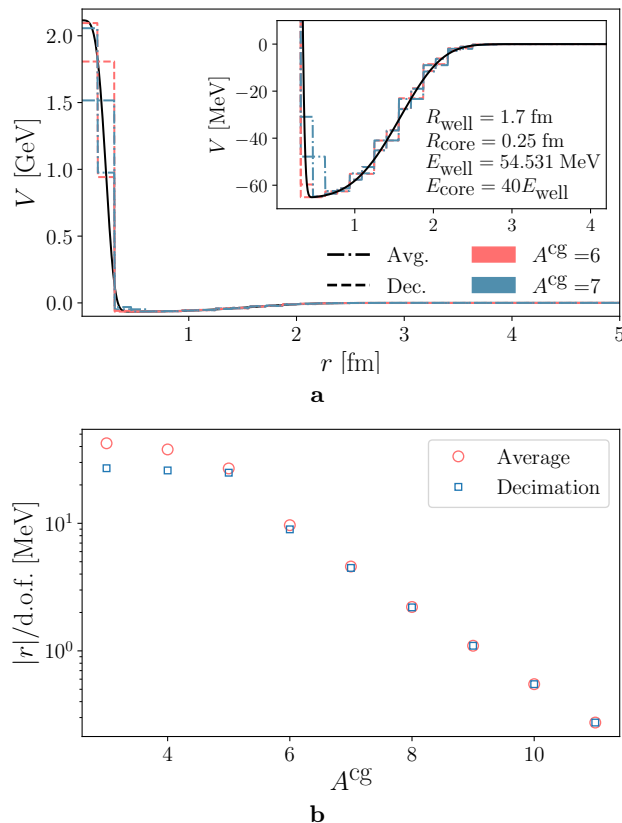 V [GeV]
2.0
1.5
1.0
0.5
0.0
V [MeV]
0
−20
−40
−60
R_well = 1.7 fm
R_core = 0.25 fm
E_well = 54.531 MeV
E_core = 40E_well
1 2 3 4
Avg.
Dec.
A^cg =6
A^cg =7
1 2 3 4 5
r [fm]
a
|r|/d.o.f. [MeV]
10^1
10^0
Average
Decimation
4 6 8 10
A^cg
b